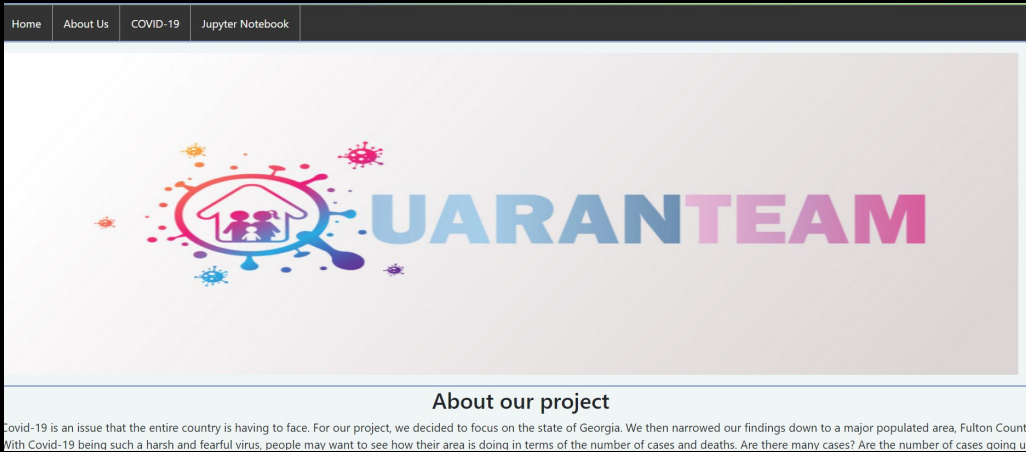 Home About Us COVID-19 Jupyter Notebook
UARANTEAM
About our project
Covid-19 is an issue that the entire country is having to face. For our project, we decided to focus on the state of Georgia. We then narrowed our findings down to a major populated area, Fulton Count
With Covid-19 being such a harsh and fearful virus, people may want to see how their area is doing in terms of the number of cases and deaths. Are there many cases? Are the number of cases going u